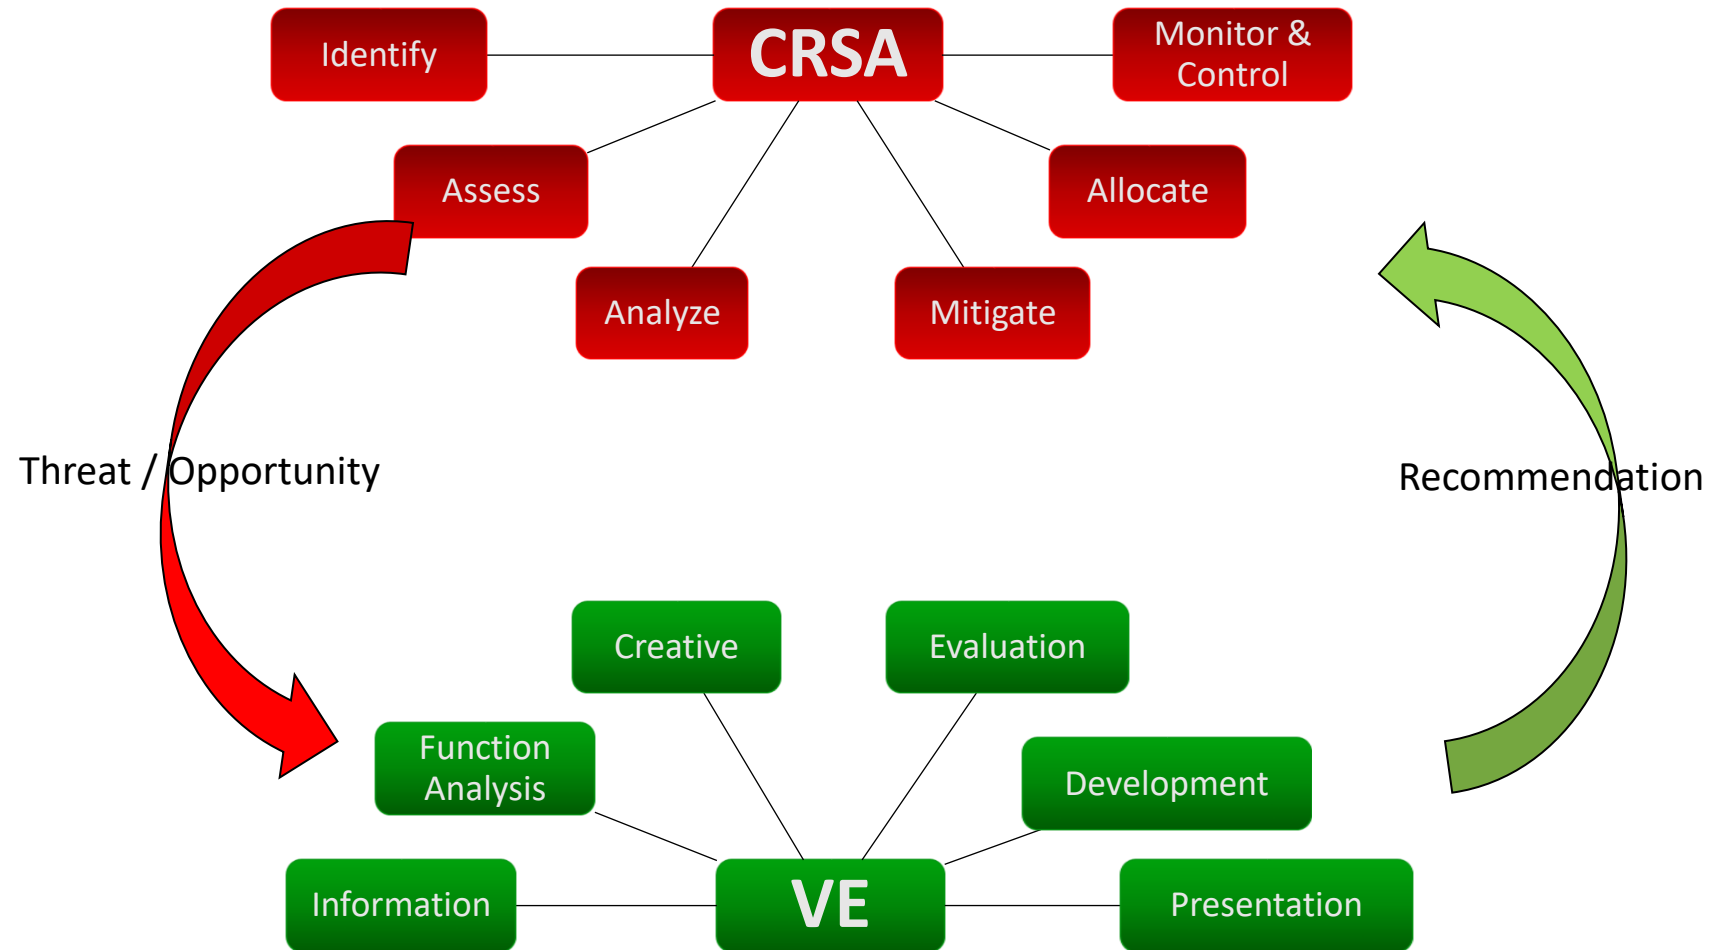 Identify
CRSA
Monitor &
Control
Assess
Allocate
Analyze
Mitigate
Threat / Opportunity
Recommendation
Creative
Evaluation
Function
Analysis
Development
Information
VE
Presentation